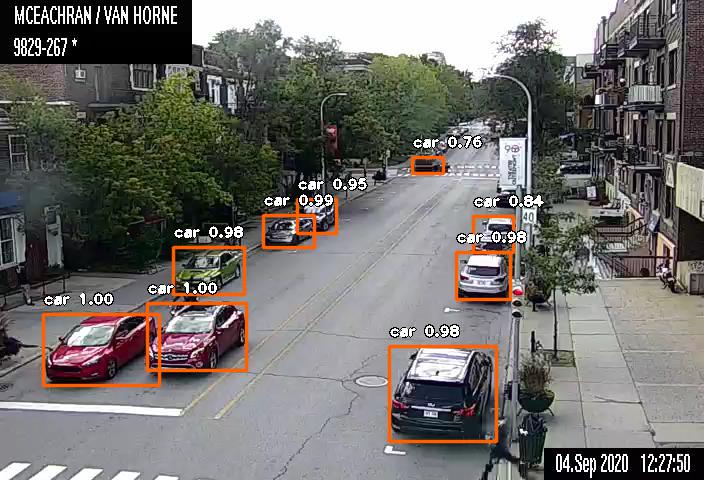 MCEACHRAN / VAN HORNE
9829-267 *
car 0.76
car 0.95
car 0.99
car 0.84
car 0.98
car 0.98
car 1.00
car 1.00
car 0.98
90
40
04.Sep 2020 12:27:50